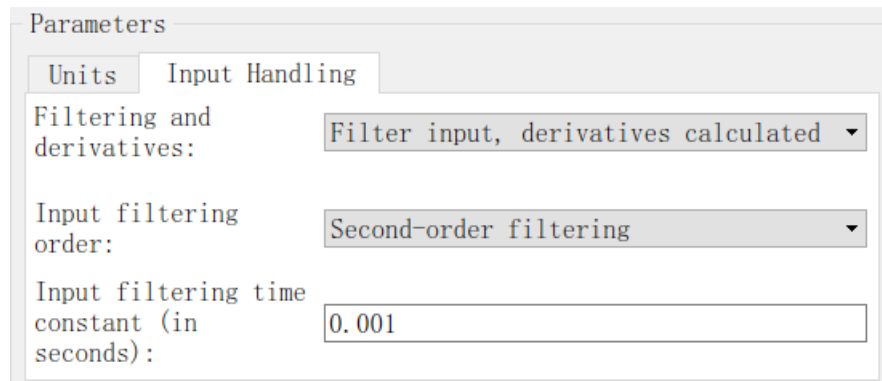 Parameters
Units
Input Handling
Filtering and
derivatives:
Filter input, derivatives calculated
Input filtering
order:
Second-order filtering
Input filtering time
constant (in
seconds):
0.001